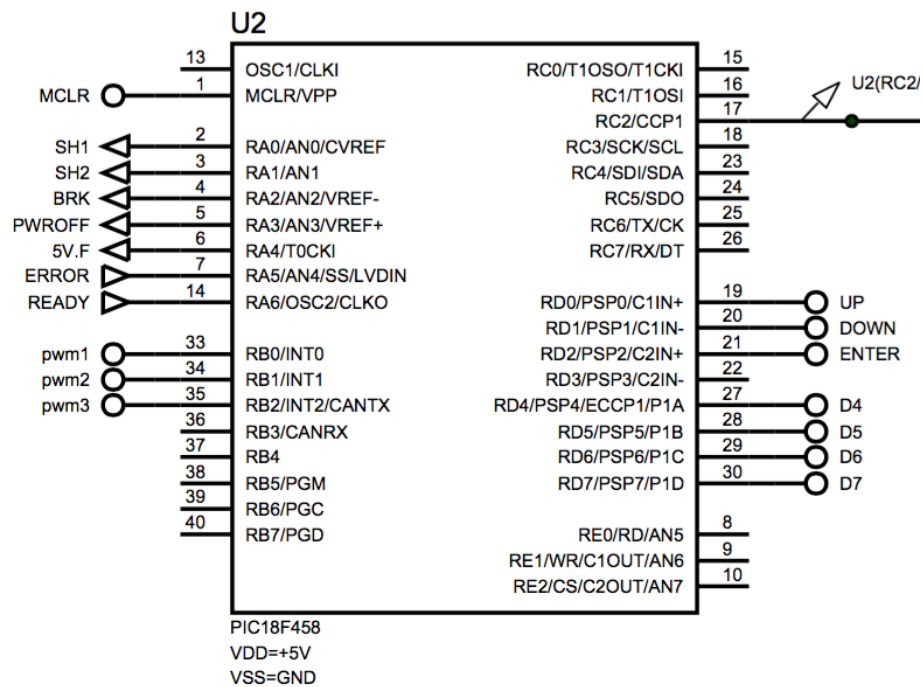 U2
13 OSC1/CLKI
MCLR 1 MCLR/VPP
SH1 2 RA0/AN0/CVREF
SH2 3 RA1/AN1
BRK 4 RA2/AN2/VREF-
PWROFF 5 RA3/AN3/VREF+
5V.F 6 RA4/T0CKI
ERROR 7 RA5/AN4/SS/LVDIN
READY 14 RA6/OSC2/CLKO
pwm1 33 RB0/INT0
pwm2 34 RB1/INT1
pwm3 35 RB2/INT2/CANTX
36 RB3/CANRX
37 RB4
38 RB5/PGM
39 RB6/PGC
40 RB7/PGD
RC0/T1OSO/T1CKI 15
RC1/T1OSI 16
RC2/CCP1 17 U2(RC2/
RC3/SCK/SCL 18
RC4/SDI/SDA 23
RC5/SDO 24
RC6/TX/CK 25
RC7/RX/DT 26
RD0/PSP0/C1IN+ 19 UP
RD1/PSP1/C1IN- 20 DOWN
RD2/PSP2/C2IN+ 21 ENTER
RD3/PSP3/C2IN- 22
RD4/PSP4/ECCP1/P1A 27 D4
RD5/PSP5/P1B 28 D5
RD6/PSP6/P1C 29 D6
RD7/PSP7/P1D 30 D7
RE0/RD/AN5 8
RE1/WR/C1OUT/AN6 9
RE2/CS/C2OUT/AN7 10
PIC18F458
VDD=+5V
VSS=GND